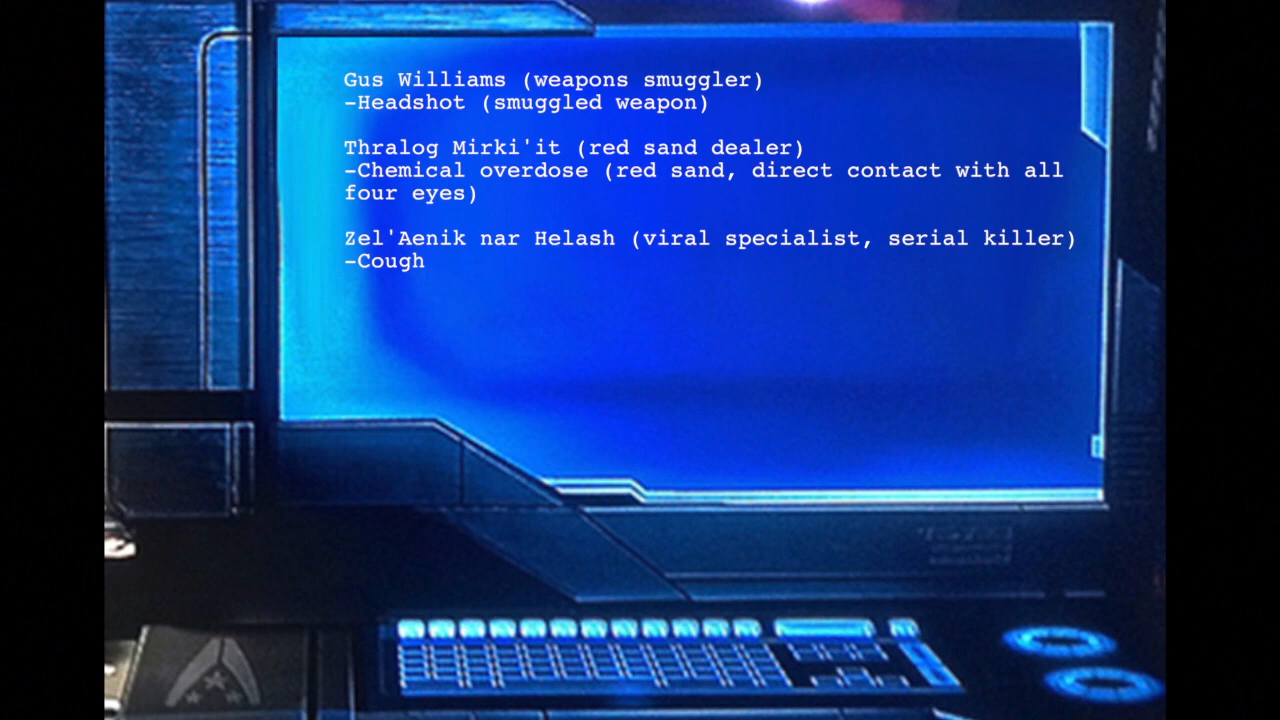 Gus Williams (weapons smuggler)
-Headshot (smuggled weapon)
Thralog Mirki'it (red sand dealer)
-Chemical overdose (red sand, direct contact with all
four eyes)
Zel'Aenik nar Helash (viral specialist, serial killer)
-Cough